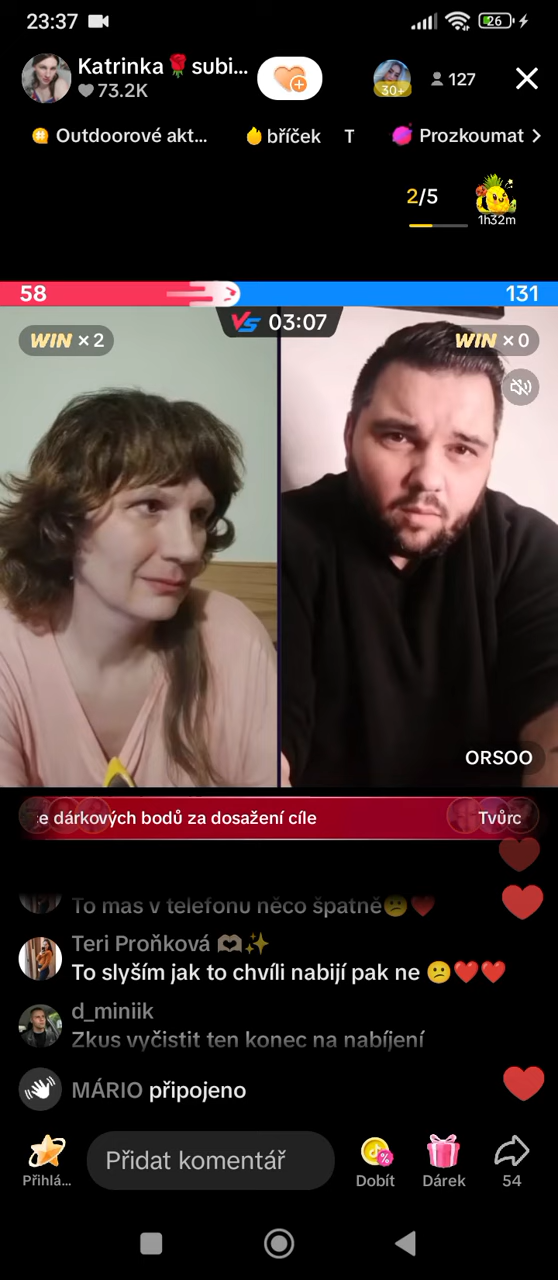 23:37
26
Katrinka🌹subi...
73.2K
30+
127
Outdoorové akt...
bříček
T
Prozkoumat
2/5
1h32m
58
131
VS 03:07
WIN × 2
WIN × 0
ORSOO
e dárkových bodů za dosažení cíle
Tvůrc
To máš v telefonu něco špatně😕❤️
Teri Proňková 🫶🏻✨
To slyším jak to chvíli nabijí pak ne 😕❤️❤️
d_miniik
Zkus vyčistit ten konec na nabíjení
MÁRIO připojeno
Přihlá...
Přidat komentář
Dobít
Dárek
54